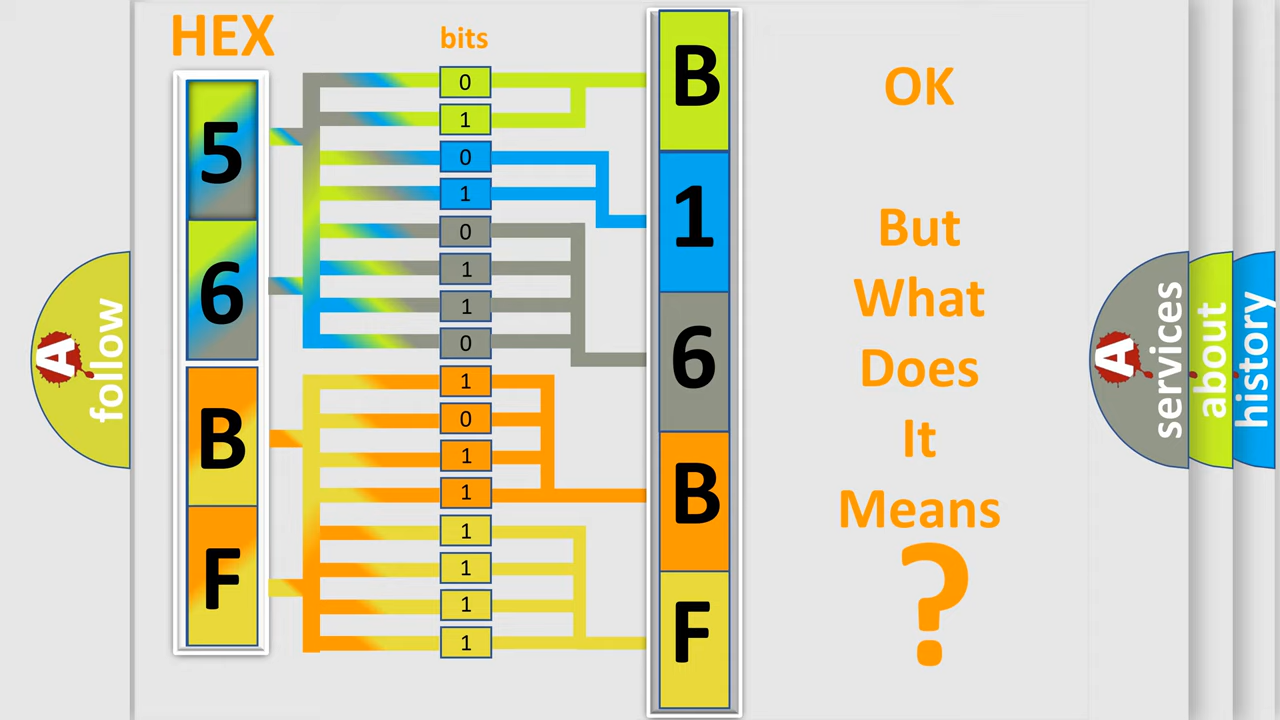 HEX
bits
5
6
B
F
0
1
0
1
0
1
1
0
1
0
1
1
1
1
1
1
B
1
6
B
F
OK
But
What
Does
It
Means
?
A
follow
A
services
about
history